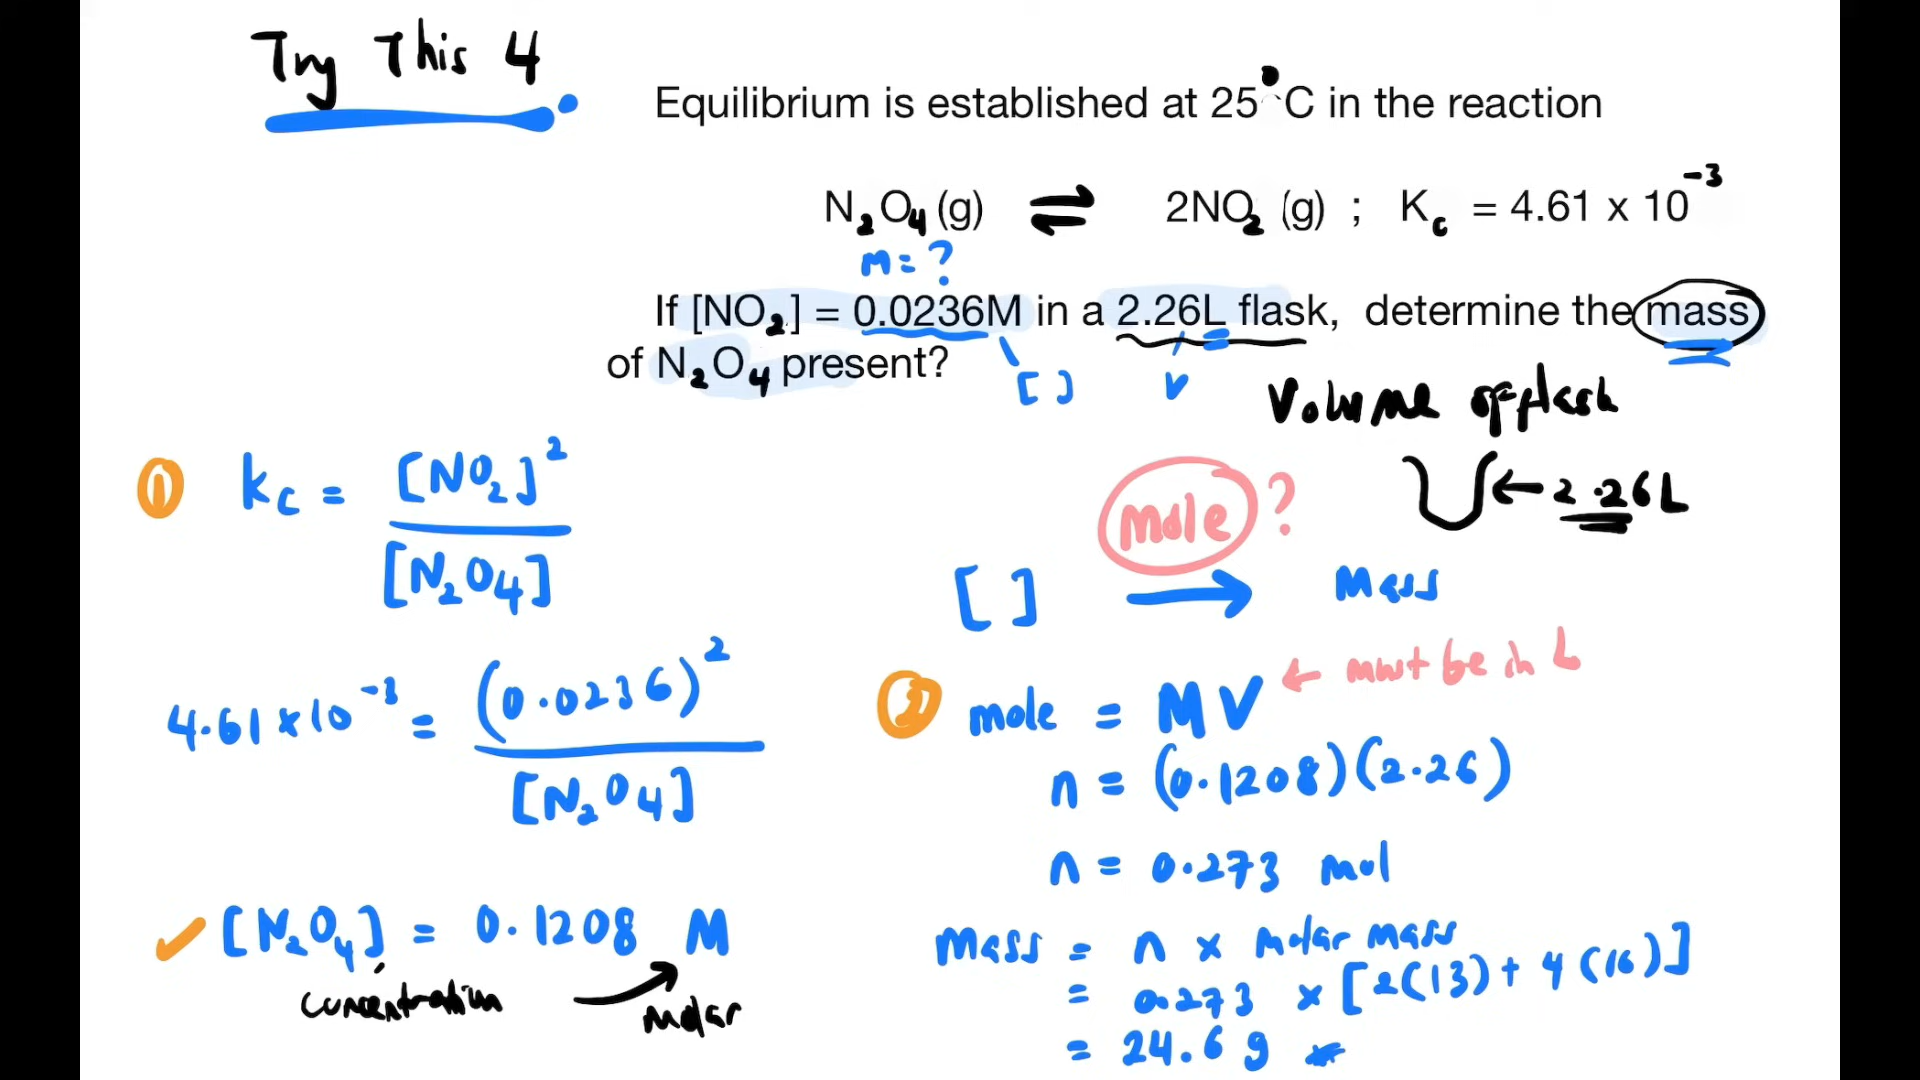 Try This 4
Equilibrium is established at 25°C in the reaction
N₂O₄ (g) ⇌ 2NO₂ (g) ; Kc = 4.61 x 10⁻³
m = ?
If [NO₂] = 0.0236M in a 2.26L flask, determine the mass
of N₂O₄ present?
[ ] V
Volume of flask
← 2.26L
① Kc = [NO₂]² / [N₂O₄]
4.61 × 10⁻³ = (0.0236)² / [N₂O₄]
✓ [N₂O₄] = 0.1208 M
concentration → molar
mole ?
[ ] → Mass
② mole = MV ← must be in L
n = (0.1208)(2.26)
n = 0.273 mol
mass = n × molar mass
= 0.273 × [2(13) + 4(16)]
= 24.6 g